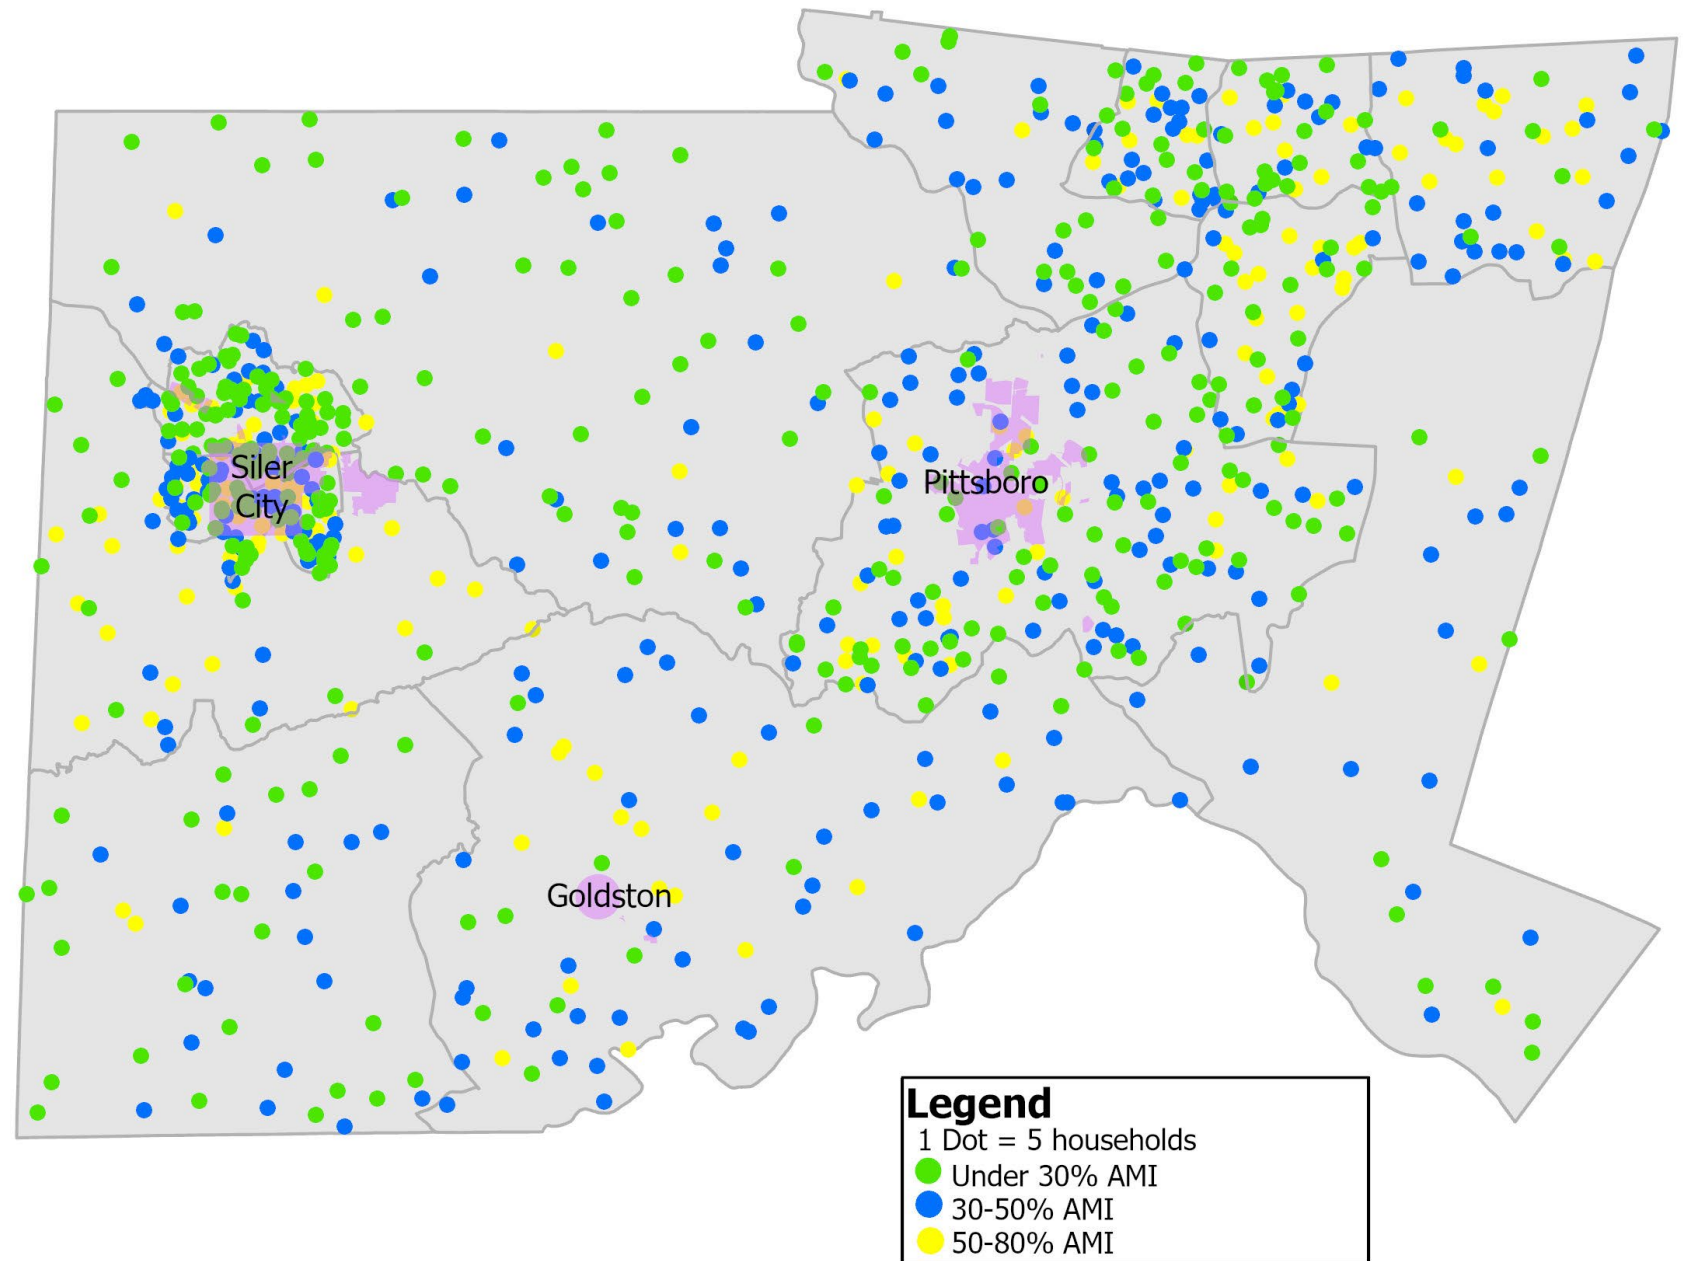 Siler
City
Pittsboro
Goldston
Legend
1 Dot = 5 households
Under 30% AMI
30-50% AMI
50-80% AMI